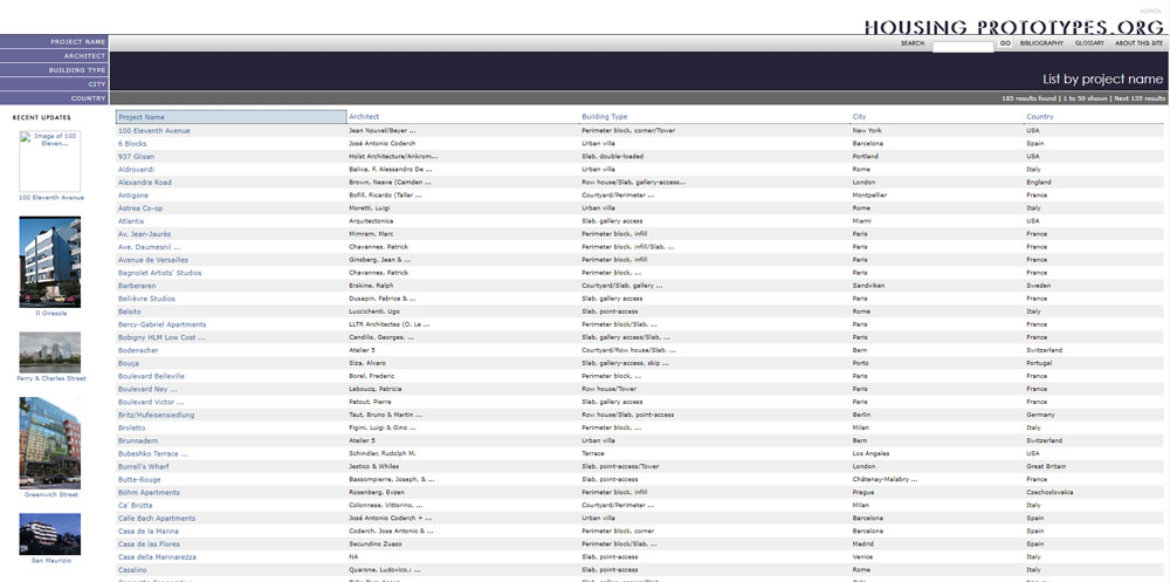 ADMIN
HOUSING PROTOTYPES.ORG
SEARCH: GO BIBLIOGRAPHY GLOSSARY ABOUT THIS SITE
PROJECT NAME
ARCHITECT
BUILDING TYPE
CITY
COUNTRY
List by project name
185 results found | 1 to 50 shown | Next 135 results
RECENT UPDATES
Image of 100 Eleven...
100 Eleventh Avenue
Il Girasole
Perry & Charles Street
Greenwich Street
San Maurizio
Project Name Architect Building Type City Country
100 Eleventh Avenue Jean Nouvel/Beyer ... Perimeter block, corner/Tower New York USA
6 Blocks José Antonio Coderch Urban villa Barcelona Spain
937 Glisan Holst Architecture/Ankrom... Slab, double-loaded Portland USA
Aldrovandi Beliva, F. Alessandro De ... Urban villa Rome Italy
Alexandra Road Brown, Neave (Camden ... Row house/Slab, gallery-access... London England
Antigone Bofill, Ricardo (Taller ... Courtyard/Perimeter ... Montpellier France
Astrea Co-op Moretti, Luigi Urban villa Rome Italy
Atlantis Arquitectonica Slab, gallery access Miami USA
Av. Jean-Jaurès Mimram, Marc Perimeter block, infill Paris France
Ave. Daumesnil ... Chavannes, Patrick Perimeter block, infill/Slab, ... Paris France
Avenue de Versailles Ginsberg, Jean & ... Perimeter block, infill Paris France
Bagnolet Artists' Studios Chavannes, Patrick Perimeter block, ... Paris France
Barberaren Erskine, Ralph Courtyard/Slab, gallery ... Sandviken Sweden
Bellièvre Studios Dusapin, Fabrice & ... Slab, gallery access Paris France
Belsito Luccichenti, Ugo Slab, point-access Rome Italy
Bercy-Gabriel Apartments LLTR Architectes (O. Le ... Perimeter block/Slab, ... Paris France
Bobigny HLM Low Cost ... Candilis, Georges, ... Slab, gallery access/Slab, ... Paris France
Bodenacher Atelier 5 Courtyard/Row house/Slab, ... Bern Switzerland
Bouça Siza, Alvaro Slab, gallery-access, skip ... Porto Portugal
Boulevard Belleville Borel, Frederic Perimeter block, ... Paris France
Boulevard Ney ... Leboucq, Patricia Row house/Tower Paris France
Boulevard Victor ... Patout, Pierre Slab, gallery access Paris France
Britz/Hufeisensiedlung Taut, Bruno & Martin ... Row house/Slab, point-access Berlin Germany
Broletto Figini, Luigi & Gino ... Perimeter block, ... Milan Italy
Brunnadern Atelier 5 Urban villa Bern Switzerland
Bubeshko Terrace ... Schindler, Rudolph M. Terrace Los Angeles USA
Burrell's Wharf Jestico & Whiles Slab, point-access/Tower London Great Britain
Butte-Rouge Bassompierre, Joseph, & ... Slab, point-access Châtenay-Malabry ... France
Böhm Apartments Rosenberg, Evzen Perimeter block, infill Prague Czechoslovakia
Ca' Brütta Colonnese, Vittorino, ... Courtyard/Perimeter ... Milan Italy
Calle Bach Apartments José Antonio Coderch + ... Urban villa Barcelona Spain
Casa de la Marina Coderch, Jose Antonio & ... Perimeter block, corner Barcelona Spain
Casa de las Flores Secundino Zuazo Perimeter block/Slab, ... Madrid Spain
Casa della Marinarezza NA Slab, point-access Venice Italy
Casalino Quarone, Ludovico,; ... Slab, point-access Rome Italy